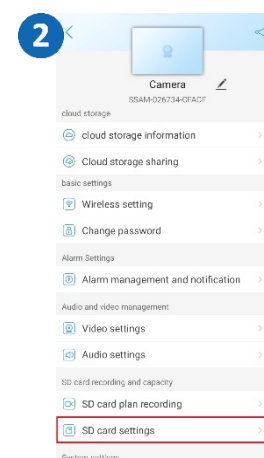 2
Camera
SSAM-026734-CFACF
cloud storage
cloud storage information
Cloud storage sharing
basic settings
Wireless setting
Change password
Alarm Settings
Alarm management and notification
Audio and video management
Video settings
Audio settings
SD card recording and capacity
SD card plan recording
SD card settings
System settings